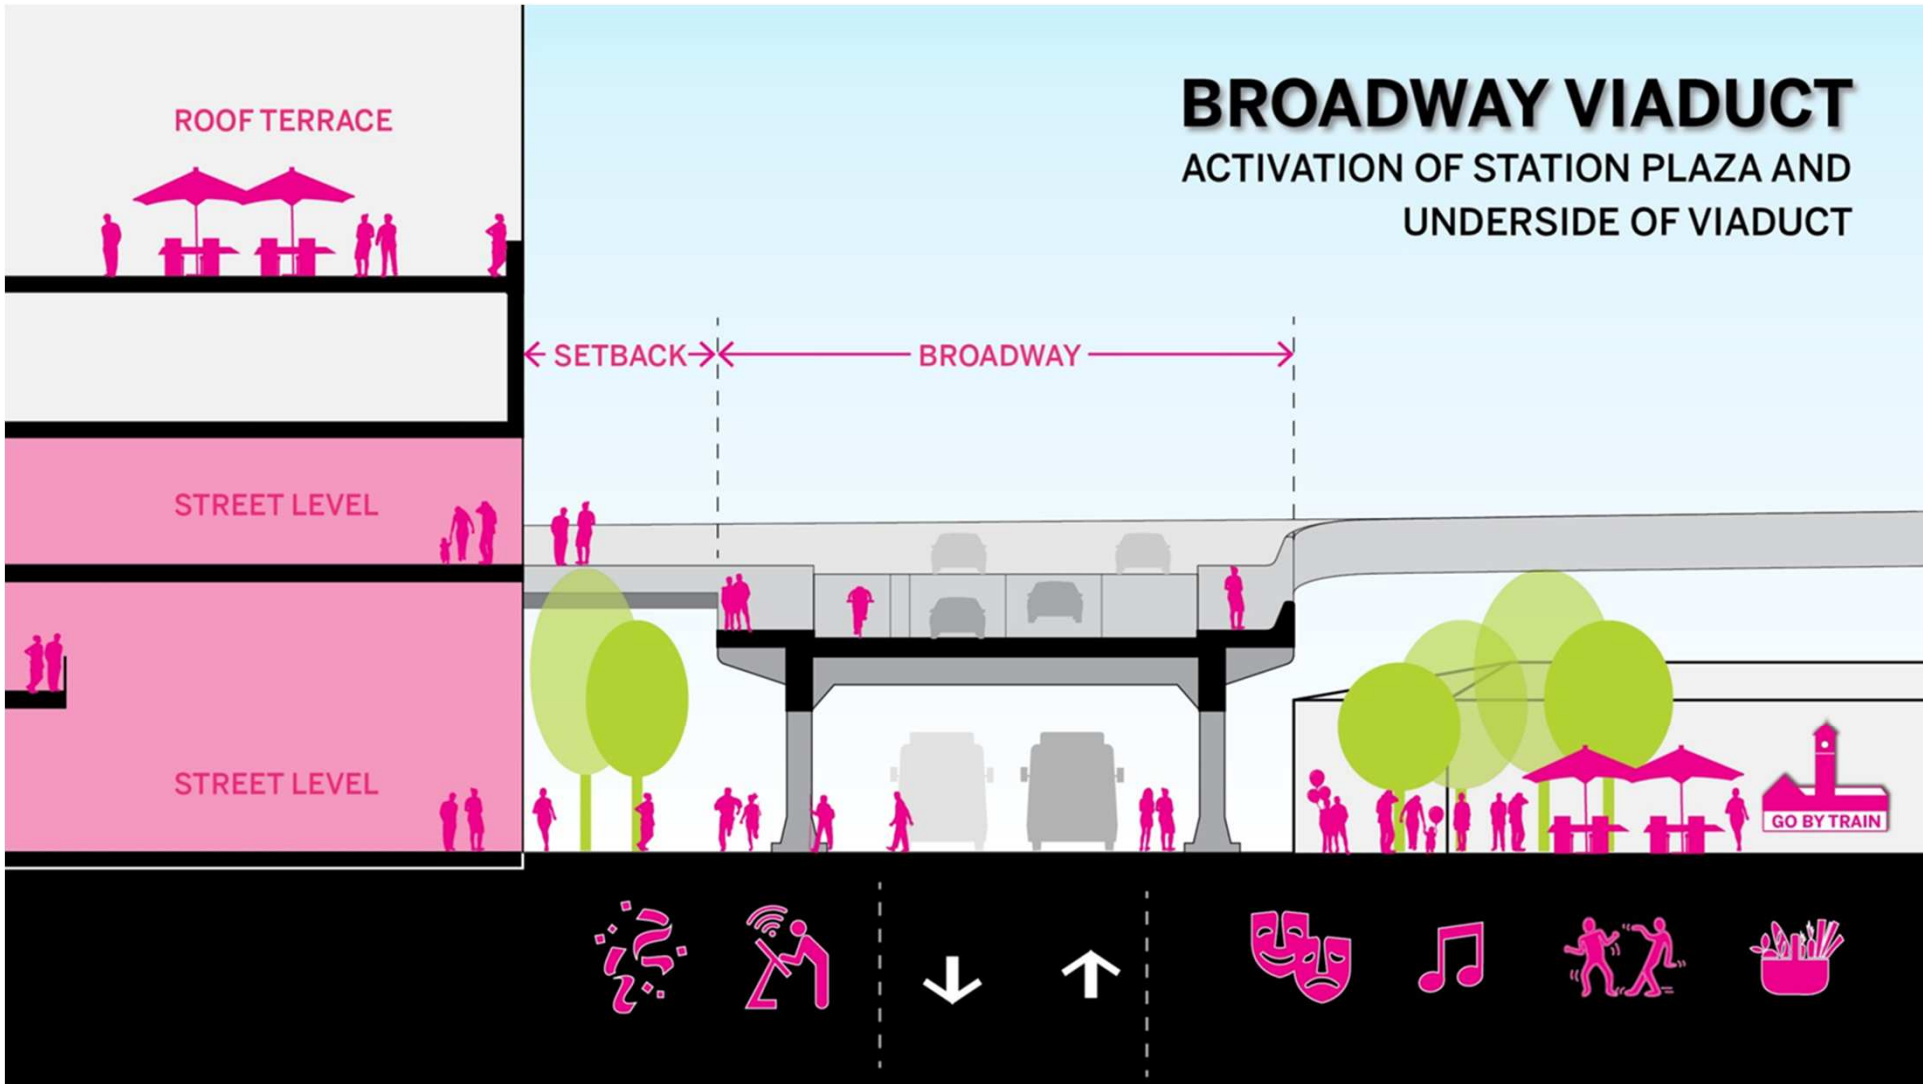 BROADWAY VIADUCT
ACTIVATION OF STATION PLAZA AND
UNDERSIDE OF VIADUCT
ROOF TERRACE
SETBACK
BROADWAY
STREET LEVEL
STREET LEVEL
GO BY TRAIN